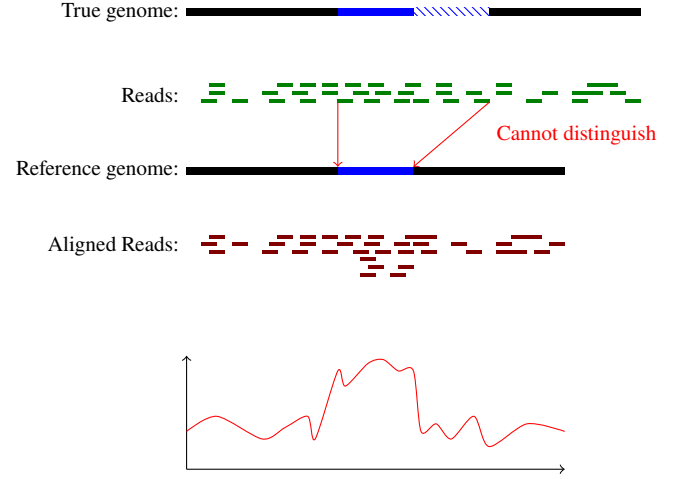 True genome:
Reads:
Cannot distinguish
Reference genome:
Aligned Reads: